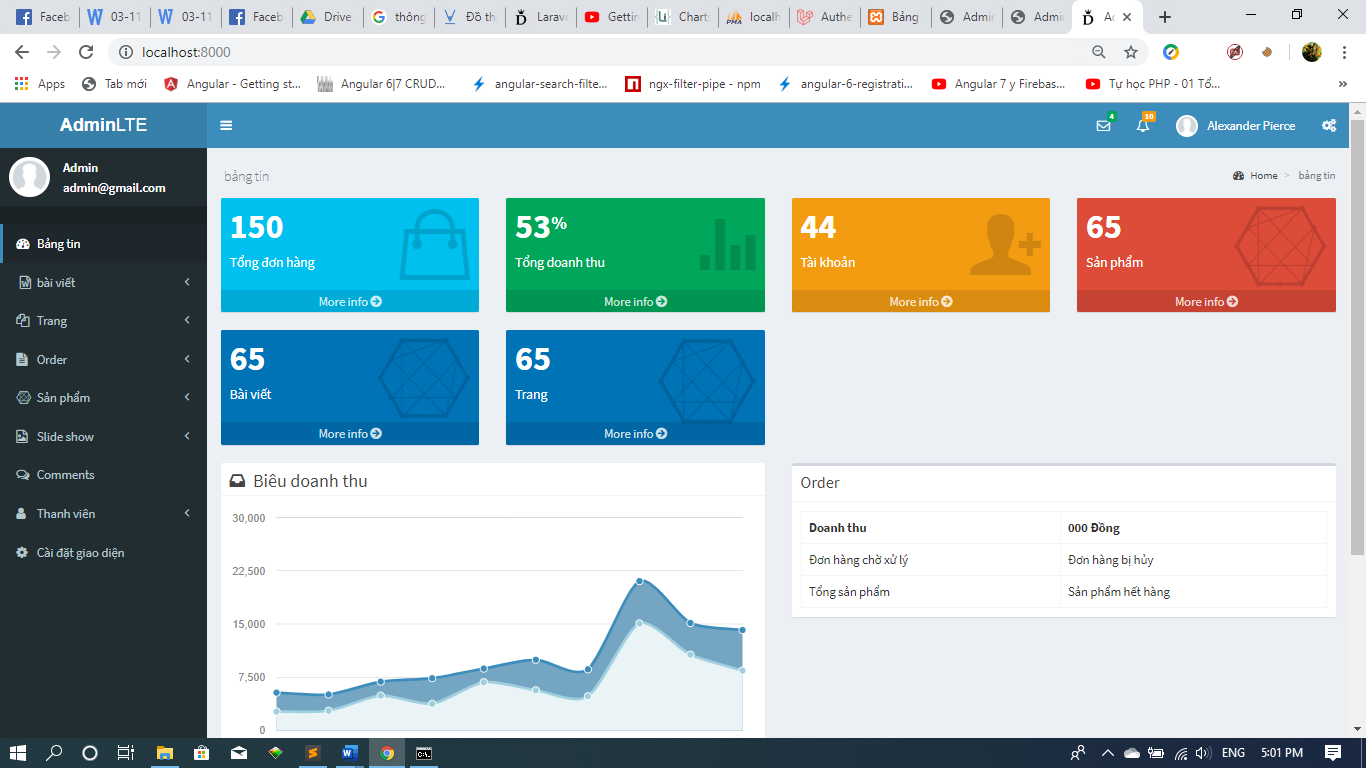 Faceb
03-11
03-11
Faceb
Drive
thông
Đồ th
Larave
Gettin
Charts
localh
Authe
Bảng
Admin
Admin
Ac
localhost:8000
Apps
Tab mới
Angular - Getting st...
Angular 6|7 CRUD...
angular-search-filte...
ngx-filter-pipe - npm
angular-6-registrati...
Angular 7 y Firebas...
Tự học PHP - 01 Tổ...
»
AdminLTE
4
10
Alexander Pierce
Admin
admin@gmail.com
Bảng tin
bài viết
Trang
Order
Sản phẩm
Slide show
Comments
Thanh viên
Cài đặt giao diện
bảng tin
Home > bảng tin
150
Tổng đơn hàng
More info
53%
Tổng doanh thu
More info
44
Tài khoản
More info
65
Sản phẩm
More info
65
Bài viết
More info
65
Trang
More info
Biêu doanh thu
30,000
22,500
15,000
7,500
0
Order
Doanh thu 000 Đồng
Đơn hàng chờ xử lý Đơn hàng bị hủy
Tổng sản phẩm Sản phẩm hết hàng
ENG
5:01 PM